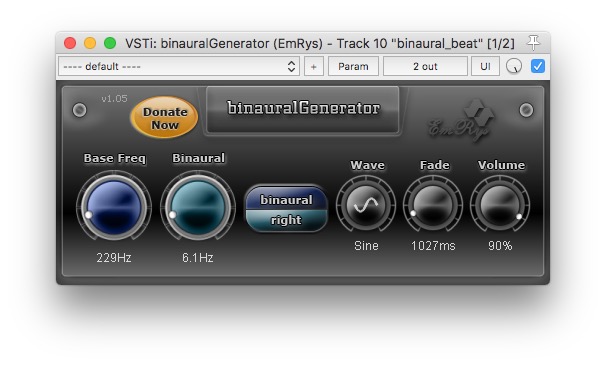 VSTi: binauralGenerator (EmRys) - Track 10 "binaural_beat" [1/2]
---- default ----
+
Param
2 out
UI
v1.05
Donate
Now
binauralGenerator
EmRys
Base Freq
Binaural
binaural
right
Wave
Fade
Volume
229Hz
6.1Hz
Sine
1027ms
90%